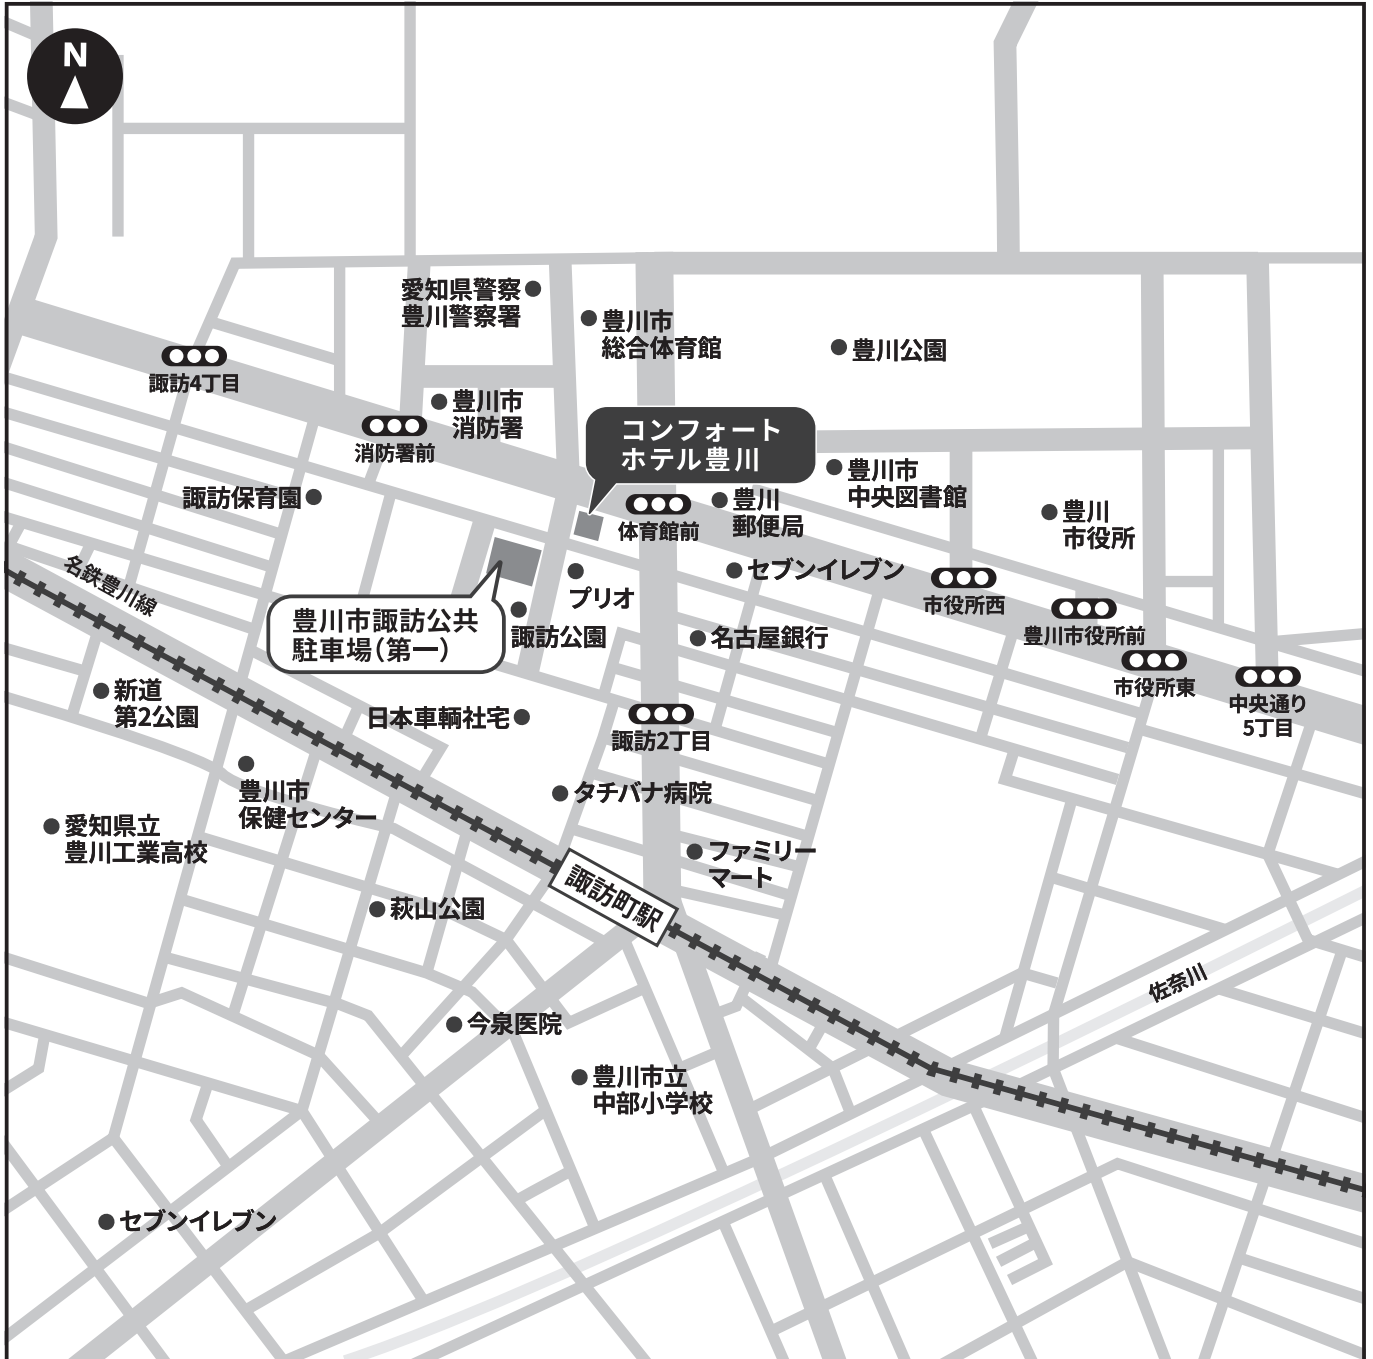 N
愛知県警察
豊川警察署
豊川市
総合体育館
豊川公園
諏訪4丁目
豊川市
消防署
消防署前
コンフォート
ホテル豊川
豊川市
中央図書館
諏訪保育園
体育館前
豊川
郵便局
豊川
市役所
名鉄豊川線
セブンイレブン
市役所西
プリオ
豊川市諏訪公共
駐車場(第一)
諏訪公園
名古屋銀行
豊川市役所前
市役所東
中央通り
5丁目
新道
第2公園
日本車輌社宅
諏訪2丁目
豊川市
保健センター
タチバナ病院
愛知県立
豊川工業高校
ファミリー
マート
諏訪町駅
萩山公園
佐奈川
今泉医院
豊川市立
中部小学校
セブンイレブン